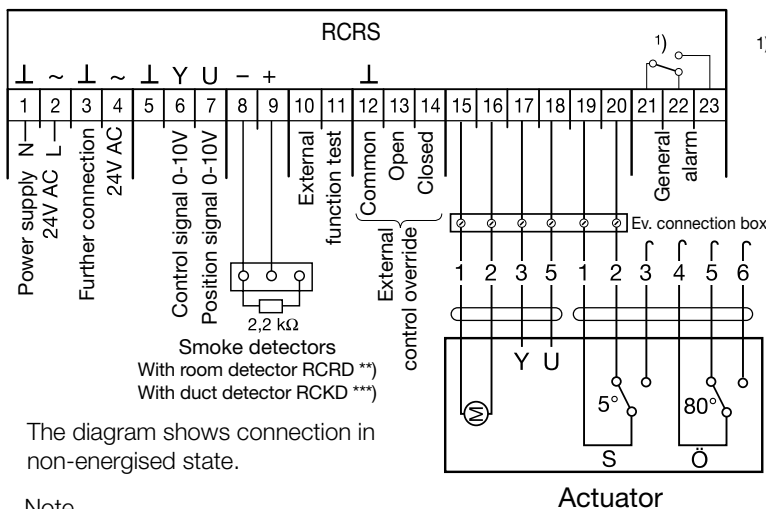 RCRS
1)
1)
⊥ ~ ⊥ ~ ⊥ Y U − + ⊥
1 2 3 4 5 6 7 8 9 10 11 12 13 14 15 16 17 18 19 20 21 22 23
Power supply N
24V AC L
Further connection
24V AC
Control signal 0-10V
Position signal 0-10V
External
function test
Common
Open
Closed
External
control override
General
alarm
Ev. connection box
1 2 3 5 1 2 3 4 5 6
2,2 kΩ
Smoke detectors
With room detector RCRD **)
With duct detector RCKD ***)
Y U
M
5°
80°
S
Ö
Actuator
The diagram shows connection in
non-energised state.
Note